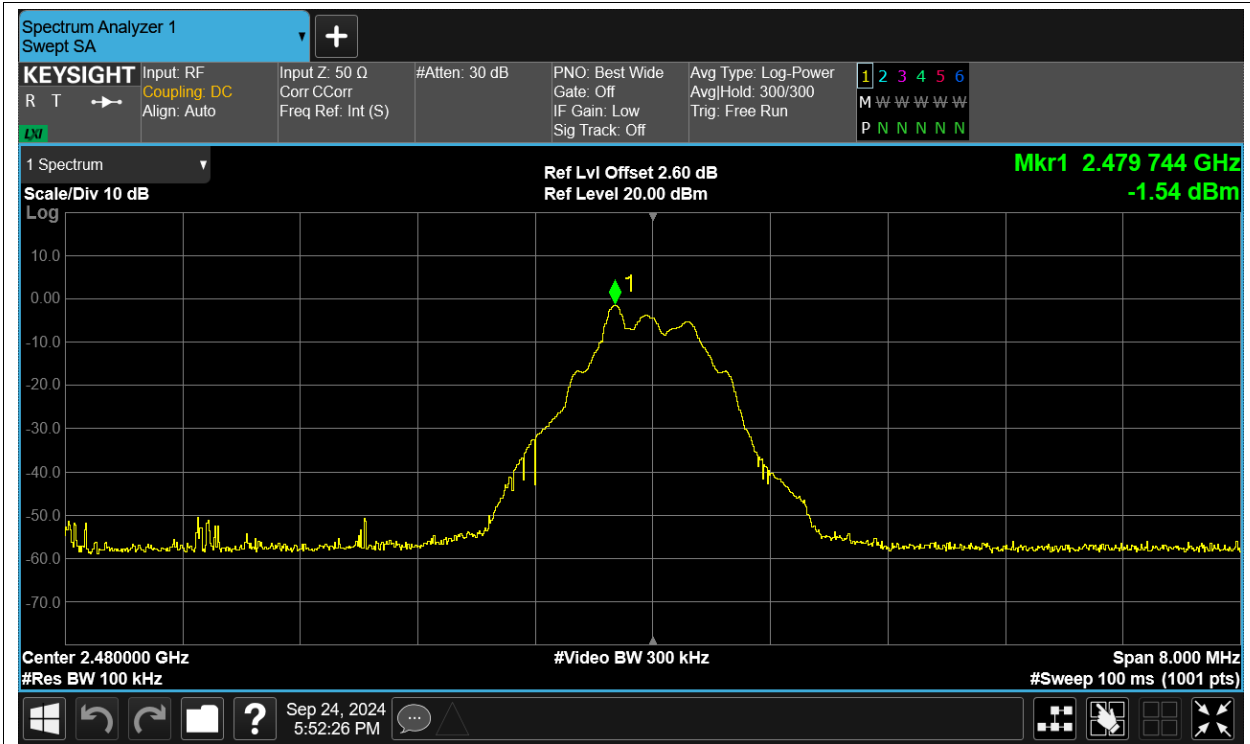 Spectrum Analyzer 1
Swept SA
+
KEYSIGHT
R T
LXI
Input: RF
Coupling: DC
Align: Auto
Input Z: 50 Ω
Corr CCorr
Freq Ref: Int (S)
#Atten: 30 dB
PNO: Best Wide
Gate: Off
IF Gain: Low
Sig Track: Off
Avg Type: Log-Power
Avg|Hold: 300/300
Trig: Free Run
1 2 3 4 5 6
M W W W W W W
P N N N N N
1 Spectrum
Scale/Div 10 dB
Log
Ref Lvl Offset 2.60 dB
Ref Level 20.00 dBm
Mkr1 2.479 744 GHz
-1.54 dBm
10.0
0.00
-10.0
-20.0
-30.0
-40.0
-50.0
-60.0
-70.0
1
Center 2.480000 GHz
#Res BW 100 kHz
#Video BW 300 kHz
Span 8.000 MHz
#Sweep 100 ms (1001 pts)
?
Sep 24, 2024
5:52:26 PM